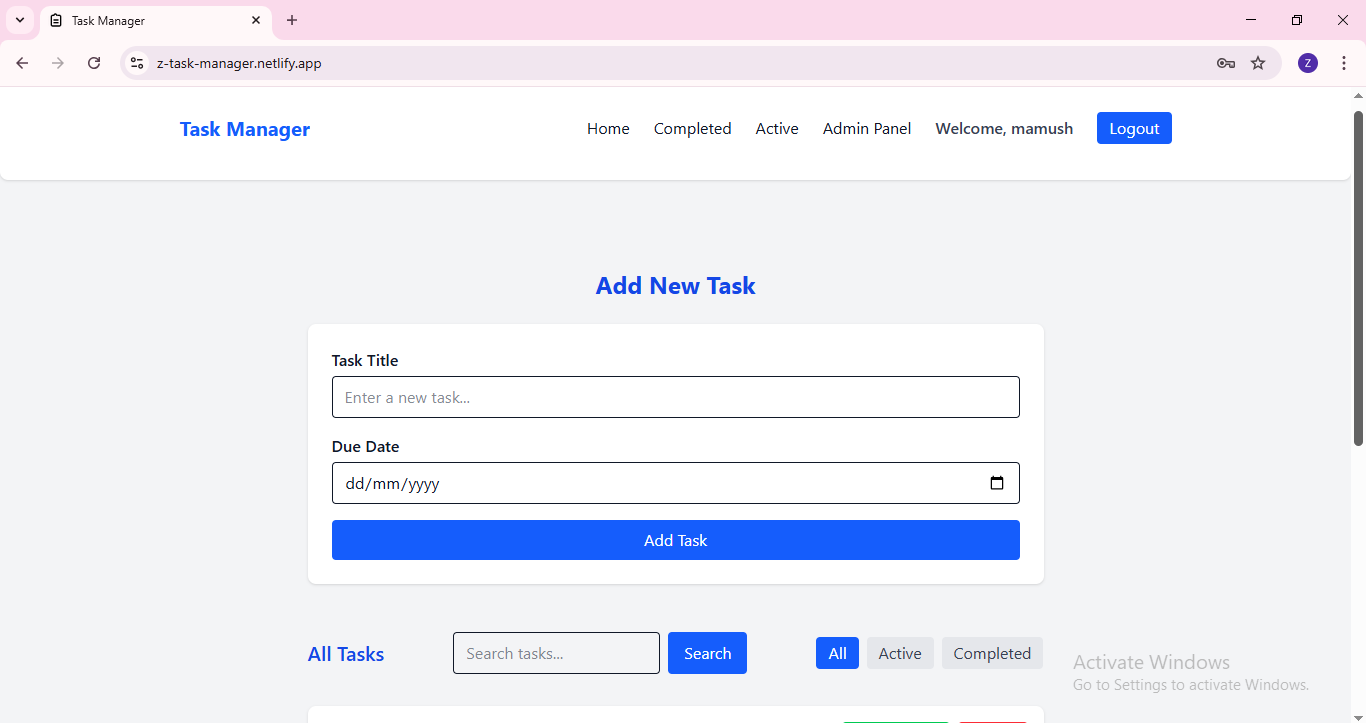 Task Manager
z-task-manager.netlify.app
Z
Task Manager
Home Completed Active Admin Panel Welcome, mamush Logout
Add New Task
Task Title
Enter a new task...
Due Date
dd/mm/yyyy
Add Task
All Tasks Search tasks... Search All Active Completed
Activate Windows
Go to Settings to activate Windows.